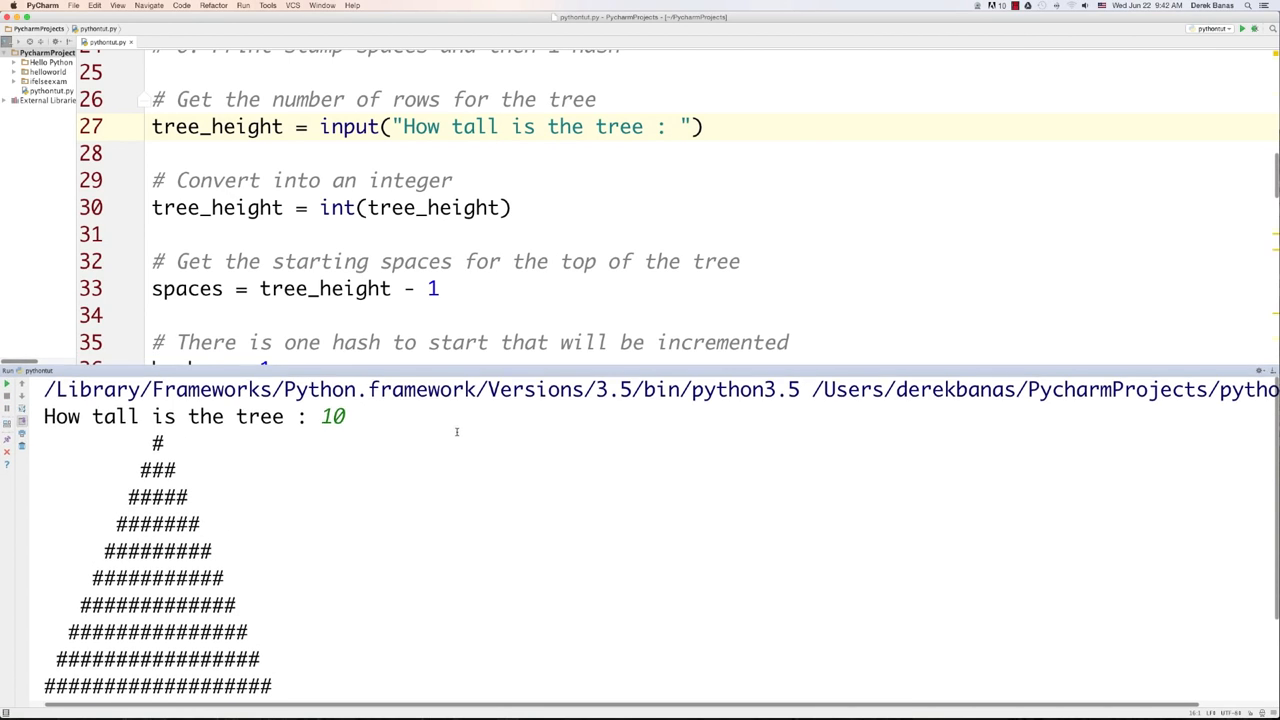 PyCharm File Edit View Navigate Code Refactor Run Tools VCS Window Help
10 Wed Jun 22 9:42 AM Derek Banas
pythontut.py - PycharmProjects - [~/PycharmProjects]
PycharmProjects pythontut.py pythontut
pythontut.py
PycharmProject
Hello Python
helloworld
ifelseexam
pythontut.py
External Librarie
25
26 # Get the number of rows for the tree
27 tree_height = input("How tall is the tree : ")
28
29 # Convert into an integer
30 tree_height = int(tree_height)
31
32 # Get the starting spaces for the top of the tree
33 spaces = tree_height - 1
34
35 # There is one hash to start that will be incremented
Run pythontut
/Library/Frameworks/Python.framework/Versions/3.5/bin/python3.5 /Users/derekbanas/PycharmProjects/pytho
How tall is the tree : 10
#
###
#####
#######
#########
###########
#############
###############
#################
###################
16:1 LF÷ UTF-8÷